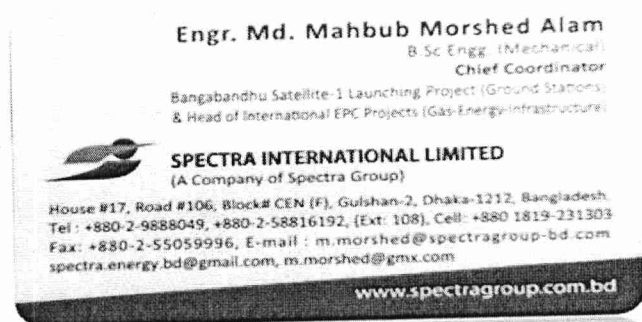 Engr. Md. Mahbub Morshed Alam
B.Sc Engg. (Mechanical)
Chief Coordinator
Bangabandhu Satellite-1 Launching Project (Ground Stations)
& Head of International EPC Projects (Gas-Energy-Infrastructure)
SPECTRA INTERNATIONAL LIMITED
(A Company of Spectra Group)
House #17, Road #106, Block# CEN (F), Gulshan-2, Dhaka-1212, Bangladesh.
Tel : +880-2-9888049, +880-2-58816192, (Ext: 108), Cell: +880 1819-231303
Fax: +880-2-55059996, E-mail : m.morshed@spectragroup-bd.com
spectra.energy.bd@gmail.com, m.morshed@gmx.com
www.spectragroup.com.bd